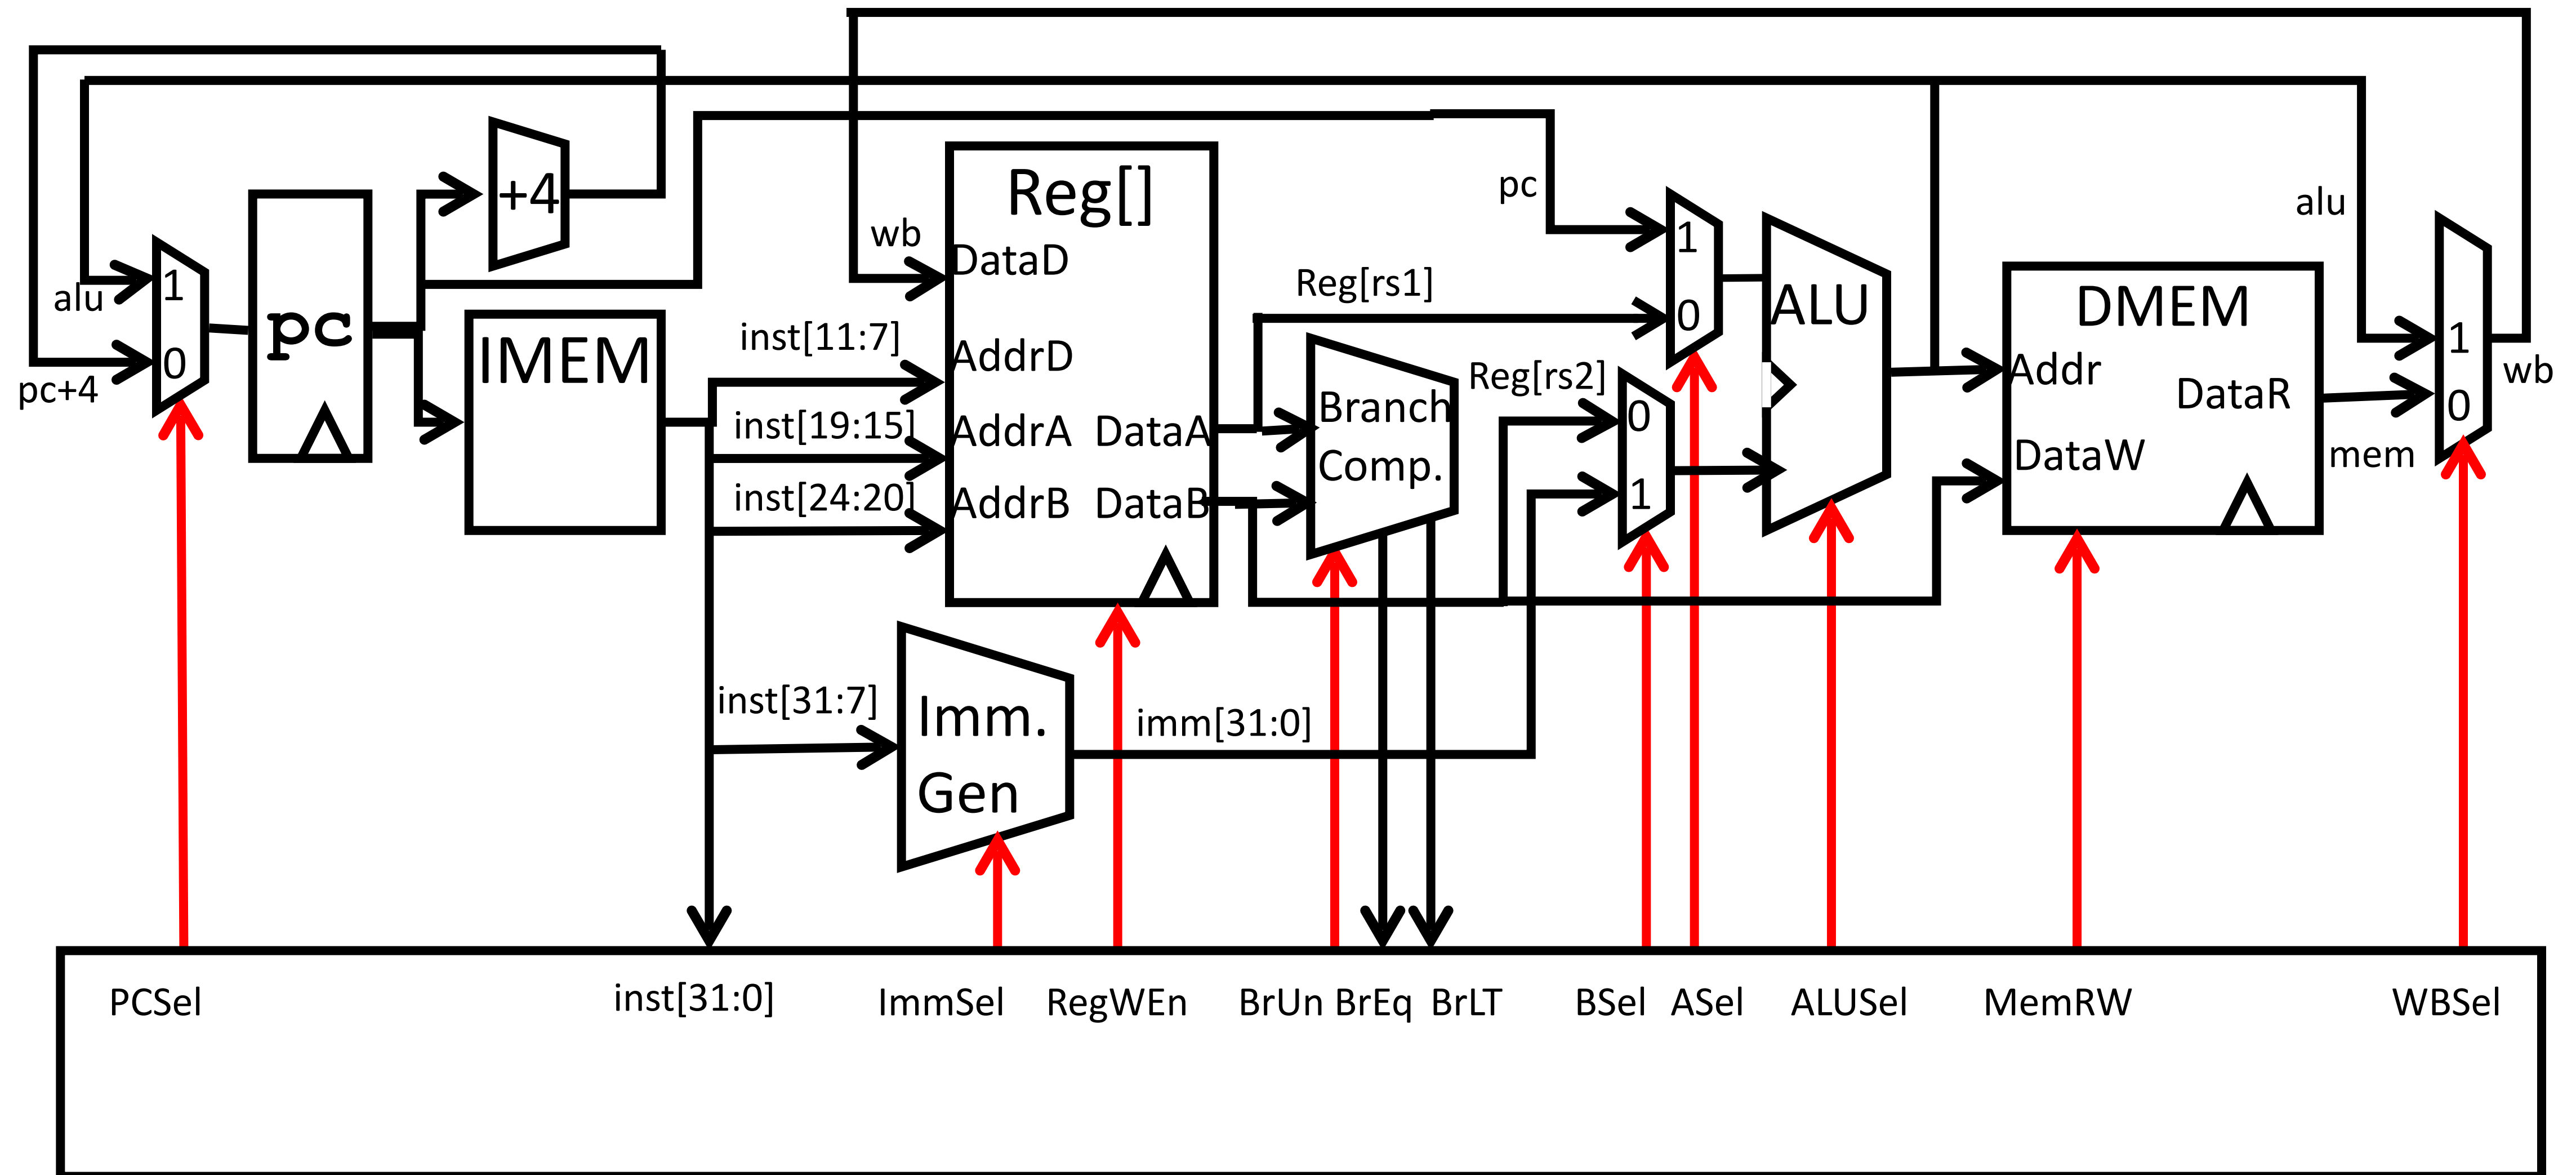 alu
pc+4
1
0
pc
+4
IMEM
inst[11:7]
inst[19:15]
inst[24:20]
inst[31:7]
wb
Reg[]
DataD
AddrD
AddrA DataA
AddrB DataB
Imm.
Gen
imm[31:0]
Reg[rs1]
Branch
Comp.
Reg[rs2]
pc
1
0
0
1
ALU
DMEM
Addr
DataR
DataW
alu
mem
1
0
wb
PCSel
inst[31:0]
ImmSel
RegWEn
BrUn
BrEq
BrLT
BSel
ASel
ALUSel
MemRW
WBSel